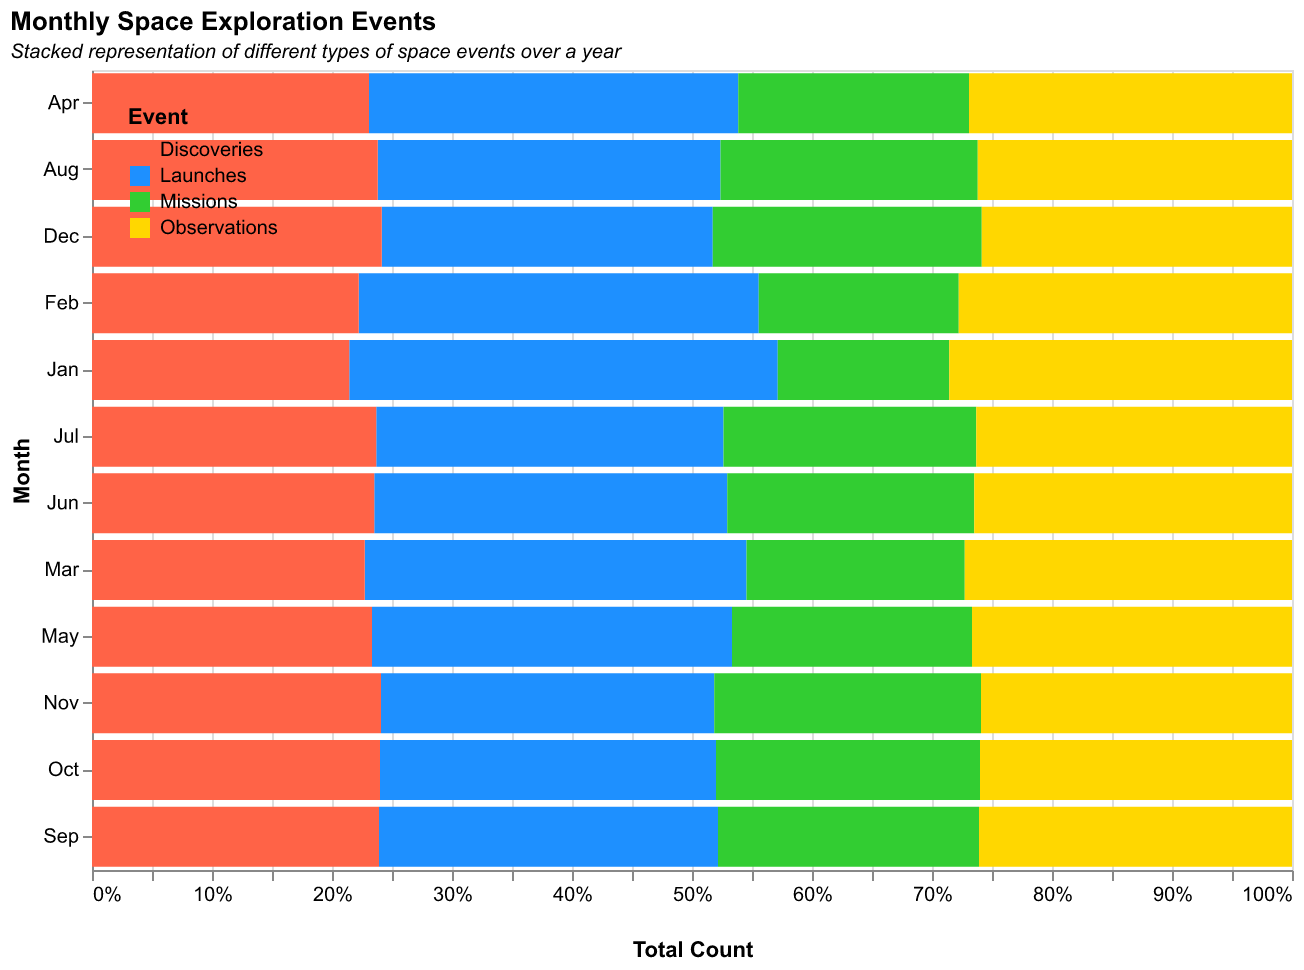 Monthly Space Exploration Events
Stacked representation of different types of space events over a year
Event
Discoveries
Launches
Missions
Observations
Month
Apr
Aug
Dec
Feb
Jan
Jul
Jun
Mar
May
Nov
Oct
Sep
0% 10% 20% 30% 40% 50% 60% 70% 80% 90% 100%
Total Count